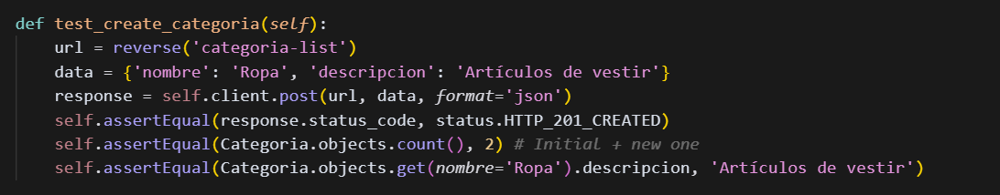 def test_create_categoria(self):
    url = reverse('categoria-list')
    data = {'nombre': 'Ropa', 'descripcion': 'Artículos de vestir'}
    response = self.client.post(url, data, format='json')
    self.assertEqual(response.status_code, status.HTTP_201_CREATED)
    self.assertEqual(Categoria.objects.count(), 2) # Initial + new one
    self.assertEqual(Categoria.objects.get(nombre='Ropa').descripcion, 'Artículos de vestir')